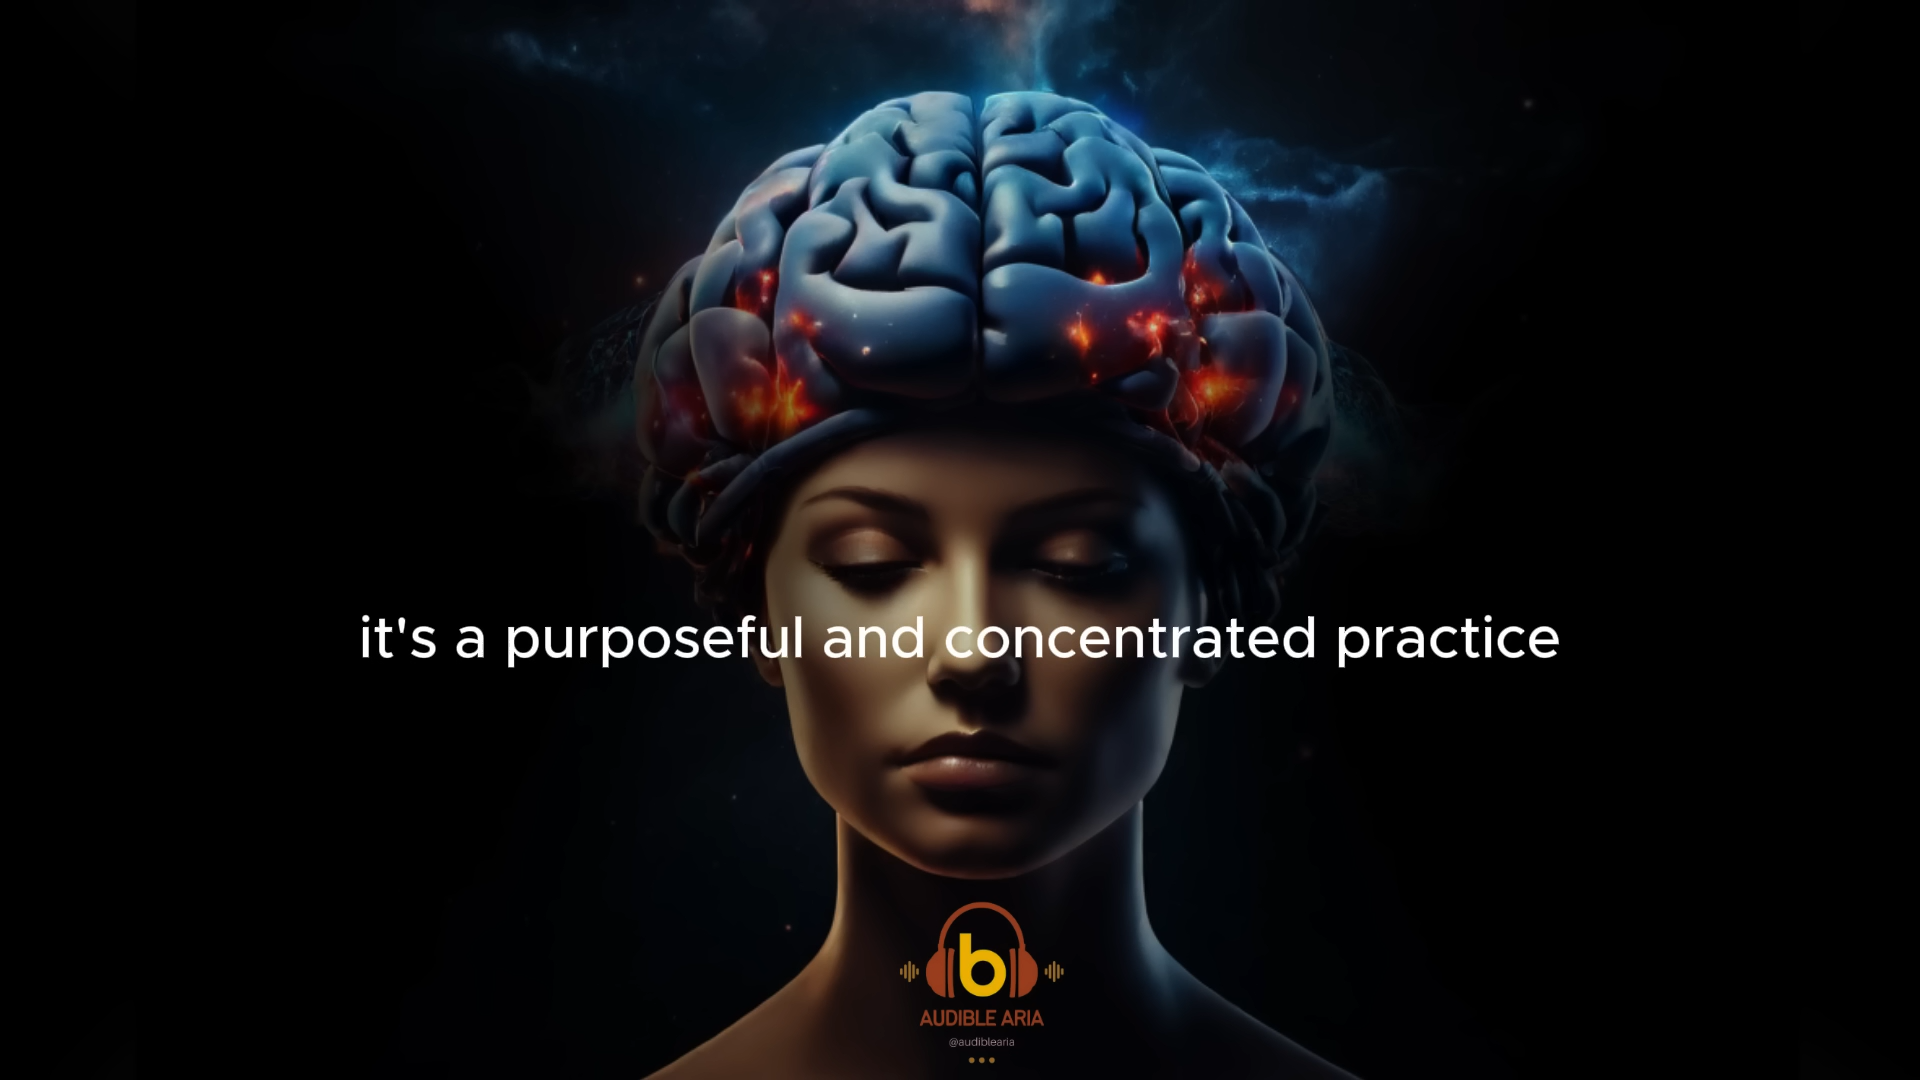 it's a purposeful and concentrated practice
b
AUDIBLE ARIA
@audiblearia